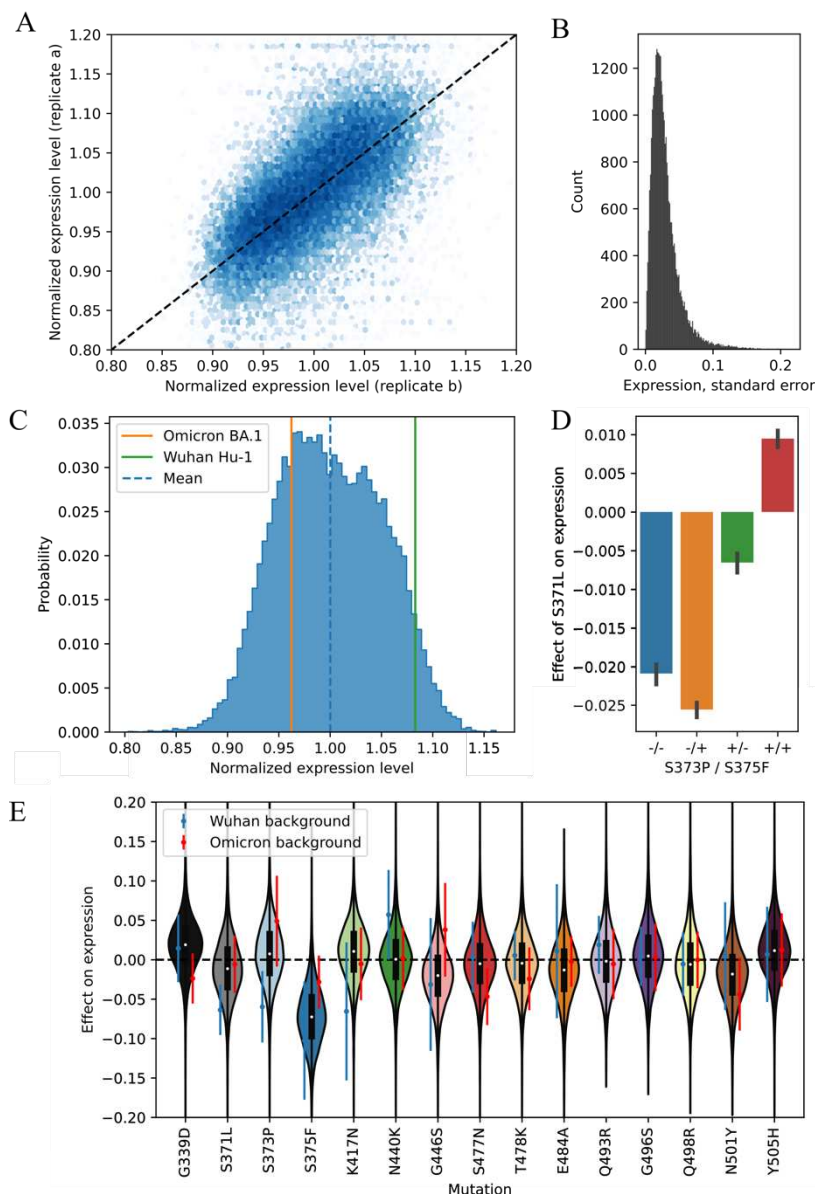 A
1.20
1.15
1.10
1.05
1.00
0.95
0.90
0.85
0.80
Normalized expression level (replicate a)
0.80 0.85 0.90 0.95 1.00 1.05 1.10 1.15 1.20
Normalized expression level (replicate b)
B
1200
1000
800
600
400
200
0
Count
0.0 0.1 0.2
Expression, standard error
C
0.035
0.030
0.025
0.020
0.015
0.010
0.005
0.000
Probability
Omicron BA.1
Wuhan Hu-1
Mean
0.80 0.85 0.90 0.95 1.00 1.05 1.10 1.15
Normalized expression level
D
0.010
0.005
0.000
−0.005
−0.010
−0.015
−0.020
−0.025
Effect of S371L on expression
-/- -/+ +/- +/+
S373P / S375F
E
0.20
0.15
0.10
0.05
0.00
−0.05
−0.10
−0.15
−0.20
Effect on expression
Wuhan background
Omicron background
G339D
S371L
S373P
S375F
K417N
N440K
G446S
S477N
T478K
E484A
Q493R
G496S
Q498R
N501Y
Y505H
Mutation